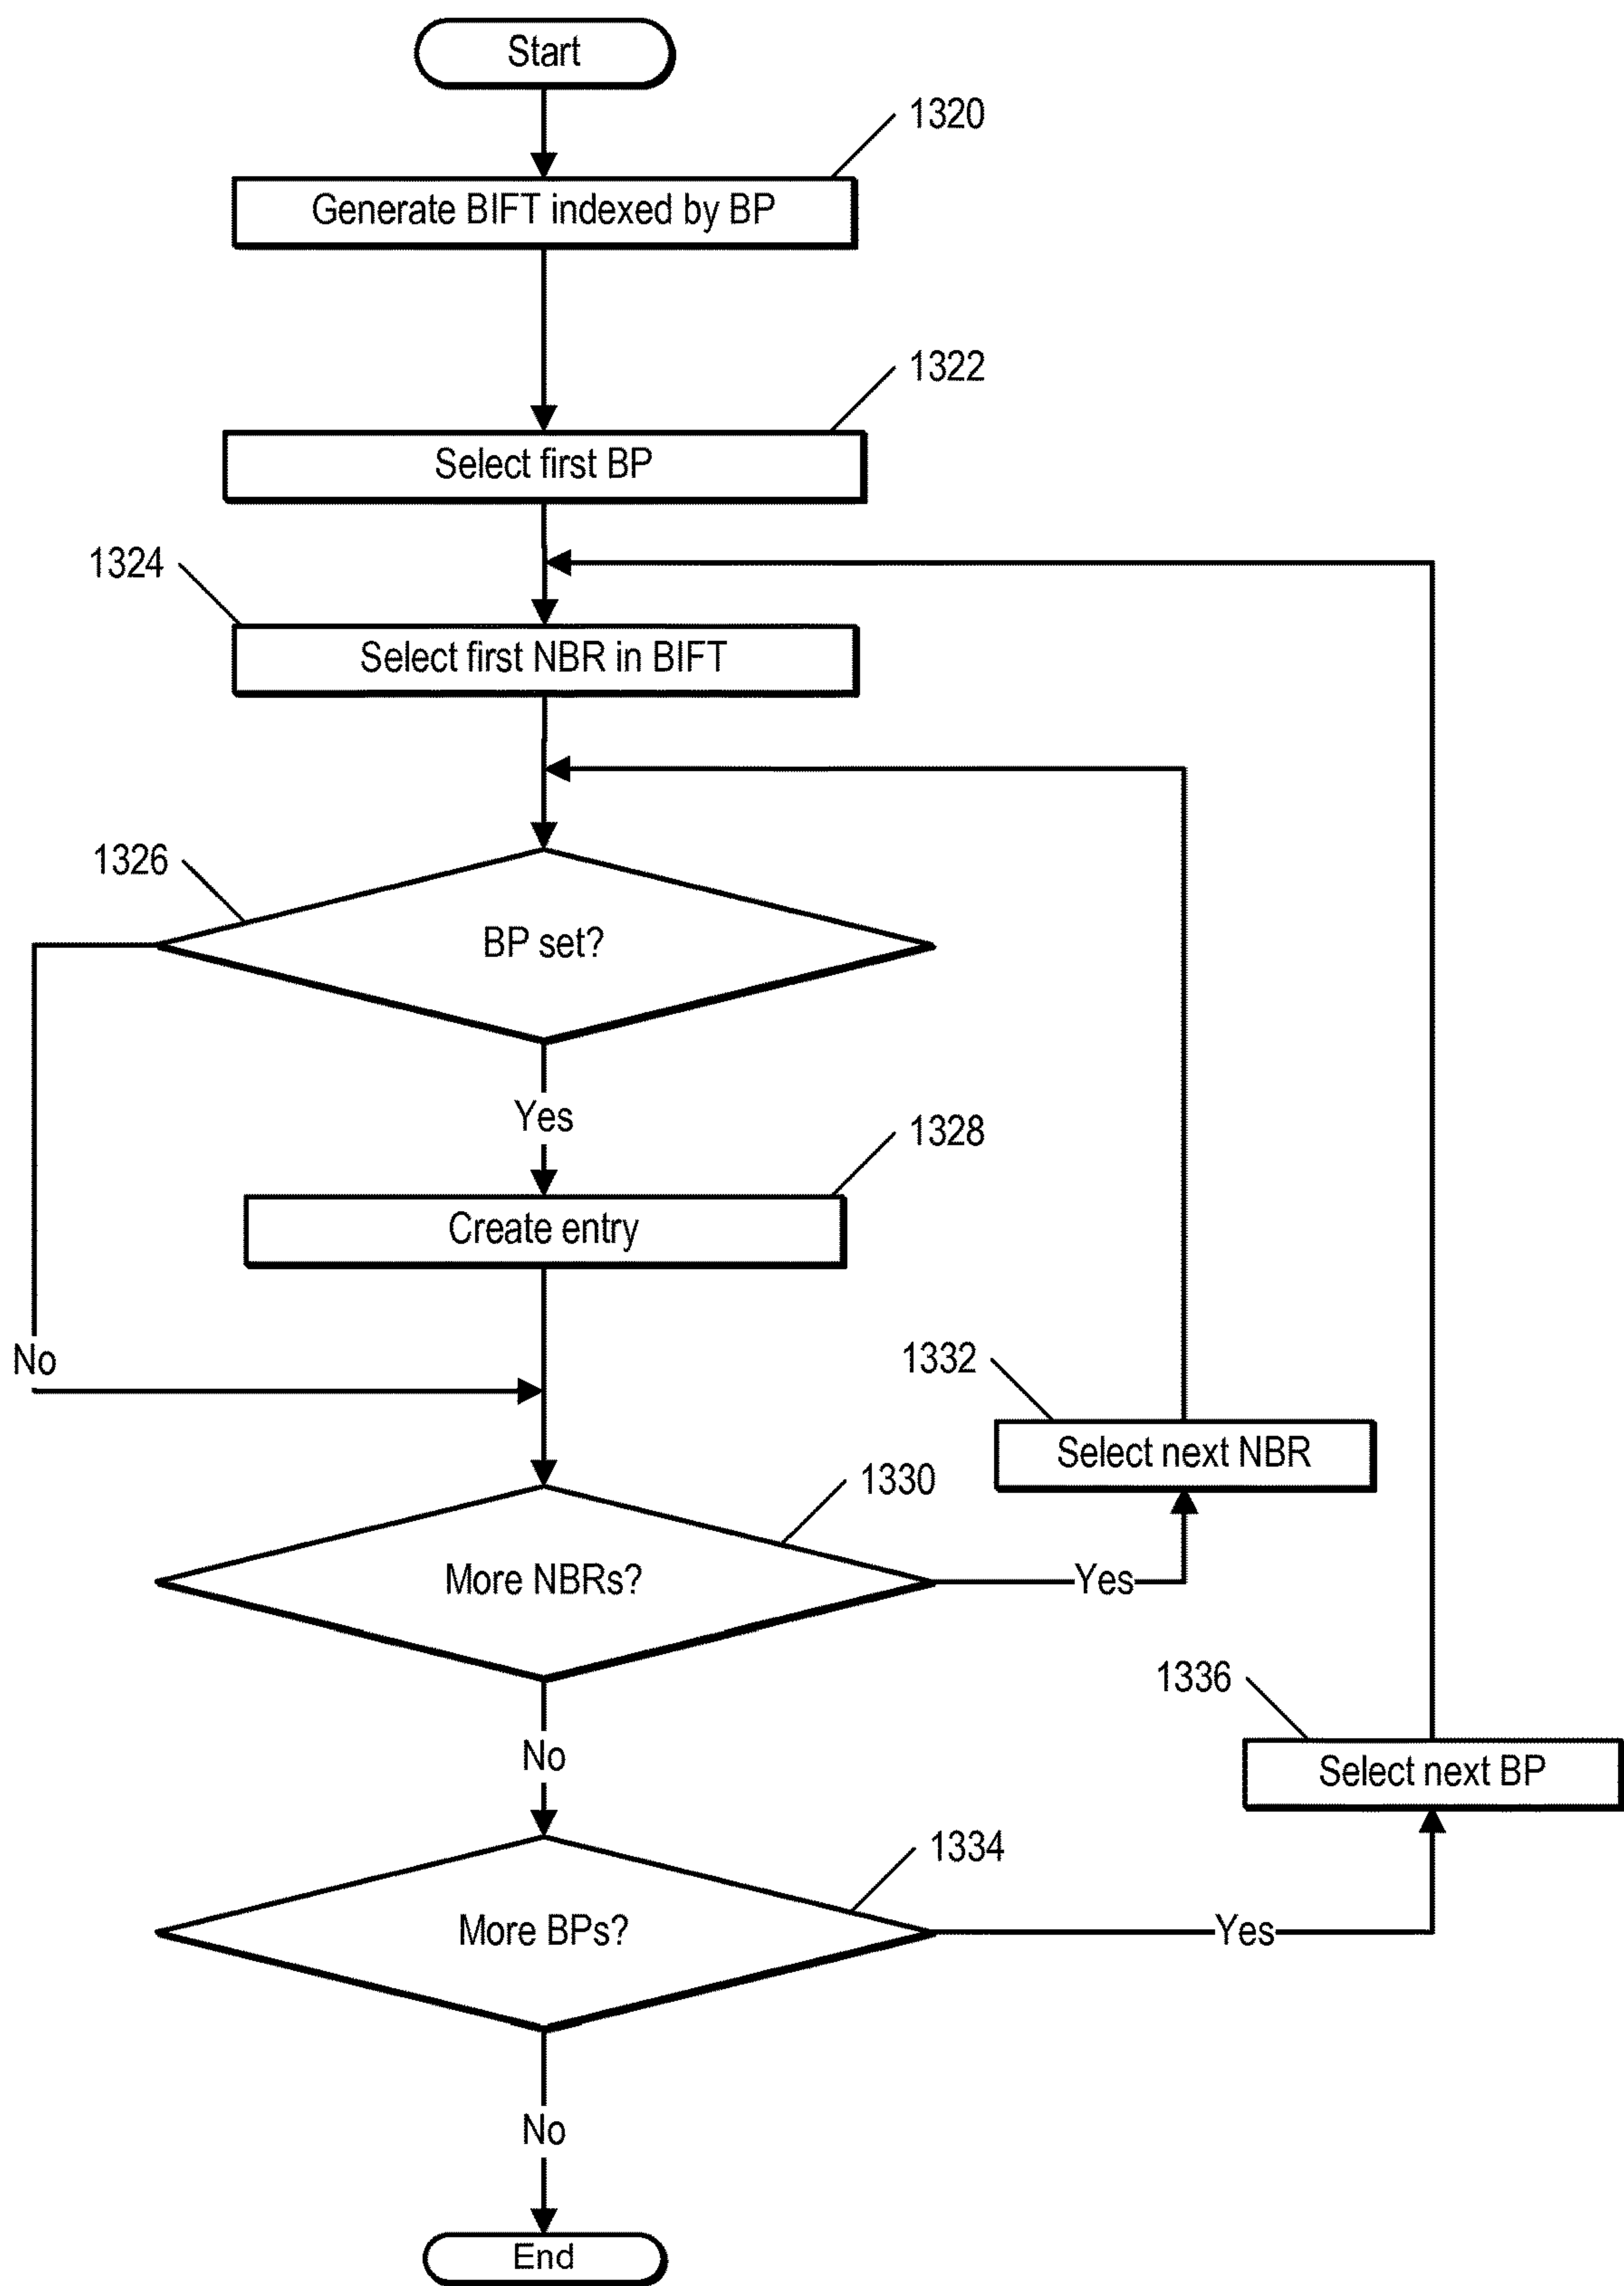 Start
1320
Generate BIFT indexed by BP
1322
Select first BP
1324
Select first NBR in BIFT
1326
BP set?
Yes
1328
Create entry
No
1332
Select next NBR
1330
More NBRs?
Yes
1336
No
Select next BP
1334
More BPs?
Yes
No
End